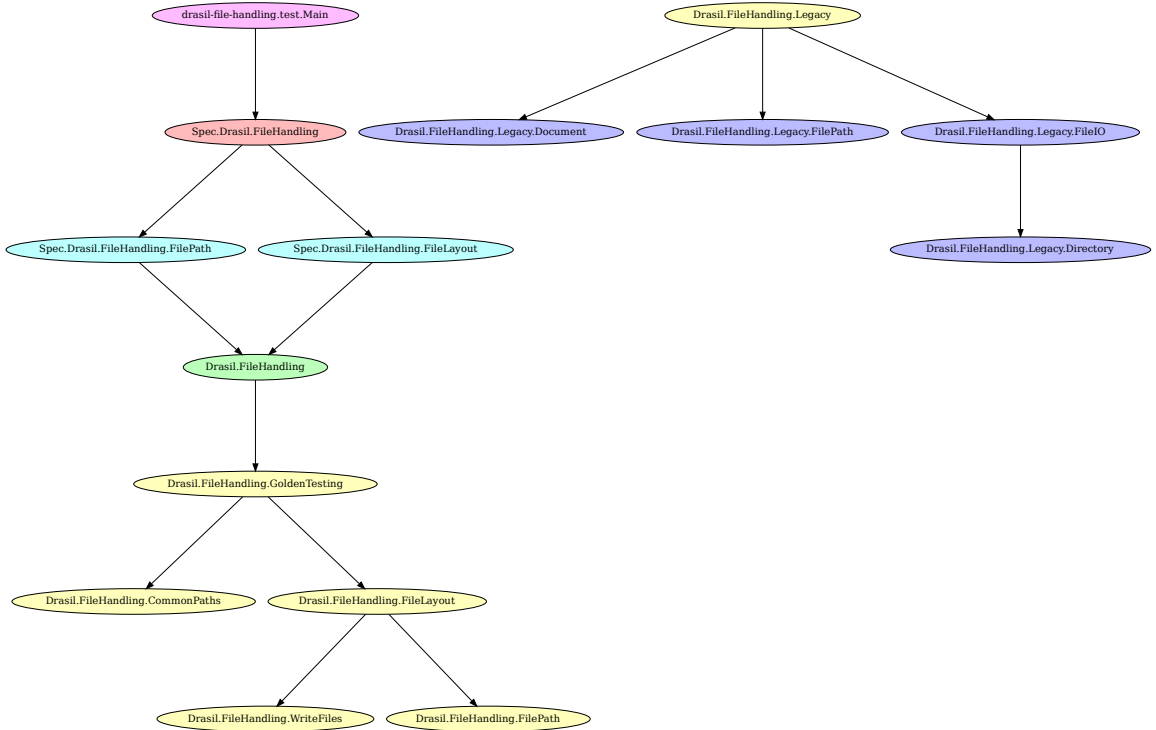 drasil-file-handling.test.Main
Drasil.FileHandling.Legacy
Spec.Drasil.FileHandling
Drasil.FileHandling.Legacy.Document
Drasil.FileHandling.Legacy.FilePath
Drasil.FileHandling.Legacy.FileIO
Spec.Drasil.FileHandling.FilePath
Spec.Drasil.FileHandling.FileLayout
Drasil.FileHandling.Legacy.Directory
Drasil.FileHandling
Drasil.FileHandling.GoldenTesting
Drasil.FileHandling.CommonPaths
Drasil.FileHandling.FileLayout
Drasil.FileHandling.WriteFiles
Drasil.FileHandling.FilePath